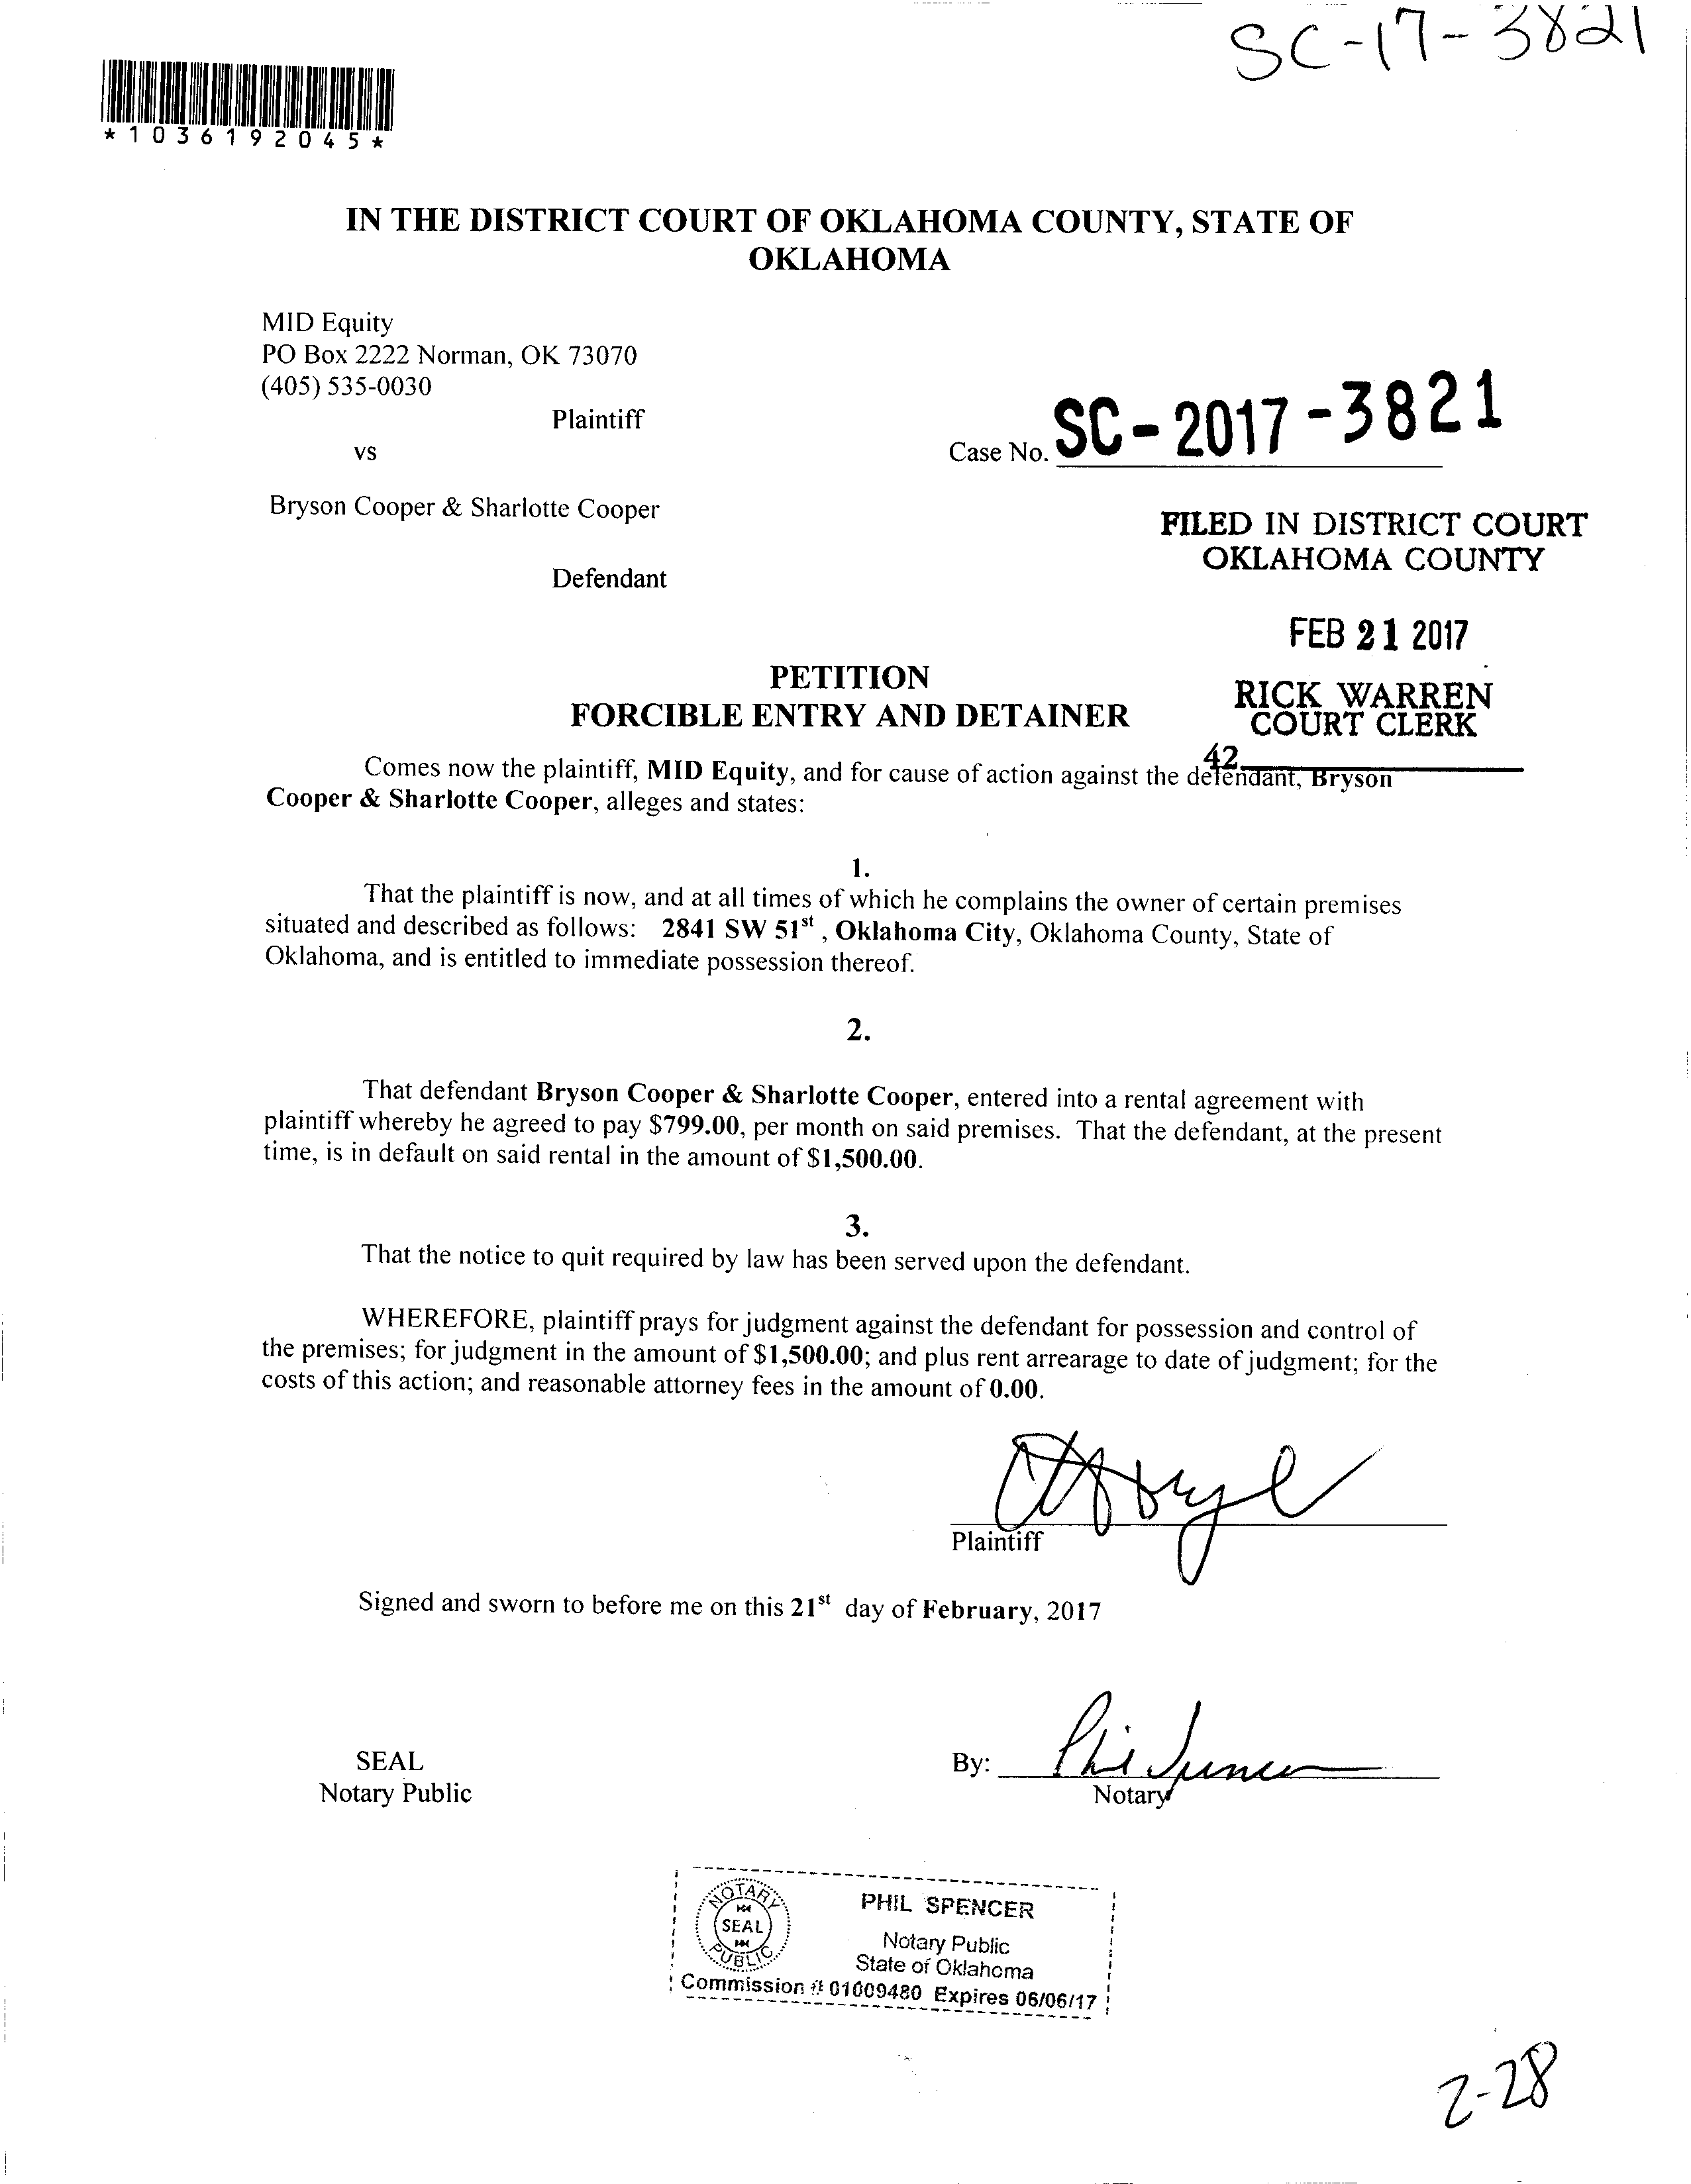 SC-17-3821
*1036192045*
IN THE DISTRICT COURT OF OKLAHOMA COUNTY, STATE OF
OKLAHOMA
MID Equity
PO Box 2222 Norman, OK 73070
(405) 535-0030
Plaintiff
vs
Case No. SC-2017-3821
Bryson Cooper & Sharlotte Cooper
Defendant
FILED IN DISTRICT COURT
OKLAHOMA COUNTY
FEB 21 2017
RICK WARREN
COURT CLERK
42
PETITION
FORCIBLE ENTRY AND DETAINER
Comes now the plaintiff, MID Equity, and for cause of action against the defendant, Bryson
Cooper & Sharlotte Cooper, alleges and states:
1.
That the plaintiff is now, and at all times of which he complains the owner of certain premises
situated and described as follows: 2841 SW 51st , Oklahoma City, Oklahoma County, State of
Oklahoma, and is entitled to immediate possession thereof.
2.
That defendant Bryson Cooper & Sharlotte Cooper, entered into a rental agreement with
plaintiff whereby he agreed to pay $799.00, per month on said premises. That the defendant, at the present
time, is in default on said rental in the amount of $1,500.00.
3.
That the notice to quit required by law has been served upon the defendant.
WHEREFORE, plaintiff prays for judgment against the defendant for possession and control of
the premises; for judgment in the amount of $1,500.00; and plus rent arrearage to date of judgment; for the
costs of this action; and reasonable attorney fees in the amount of 0.00.
Plaintiff
Signed and sworn to before me on this 21st day of February, 2017
SEAL
Notary Public
By: Phil Spencer
Notary
NOTARY
SEAL
PUBLIC
PHIL SPENCER
Notary Public
State of Oklahoma
Commission # 01009480 Expires 06/06/17
2-28